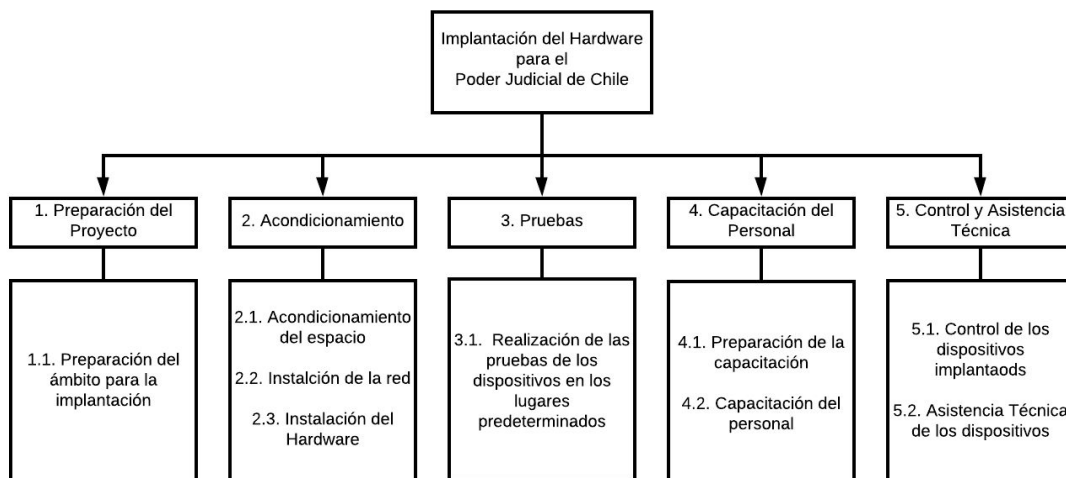 Implantación del Hardware
para el
Poder Judicial de Chile
1. Preparación del
Proyecto
2. Acondicionamiento
3. Pruebas
4. Capacitación del
Personal
5. Control y Asistencia
Técnica
1.1. Preparación del
ámbito para la
implantación
2.1. Acondicionamiento
del espacio
2.2. Instalción de la red
2.3. Instalación del
Hardware
3.1. Realización de las
pruebas de los
dispositivos en los
lugares
predeterminados
4.1. Preparación de la
capacitación
4.2. Capacitación del
personal
5.1. Control de los
dispositivos
implantaods
5.2. Asistencia Técnica
de los dispositivos